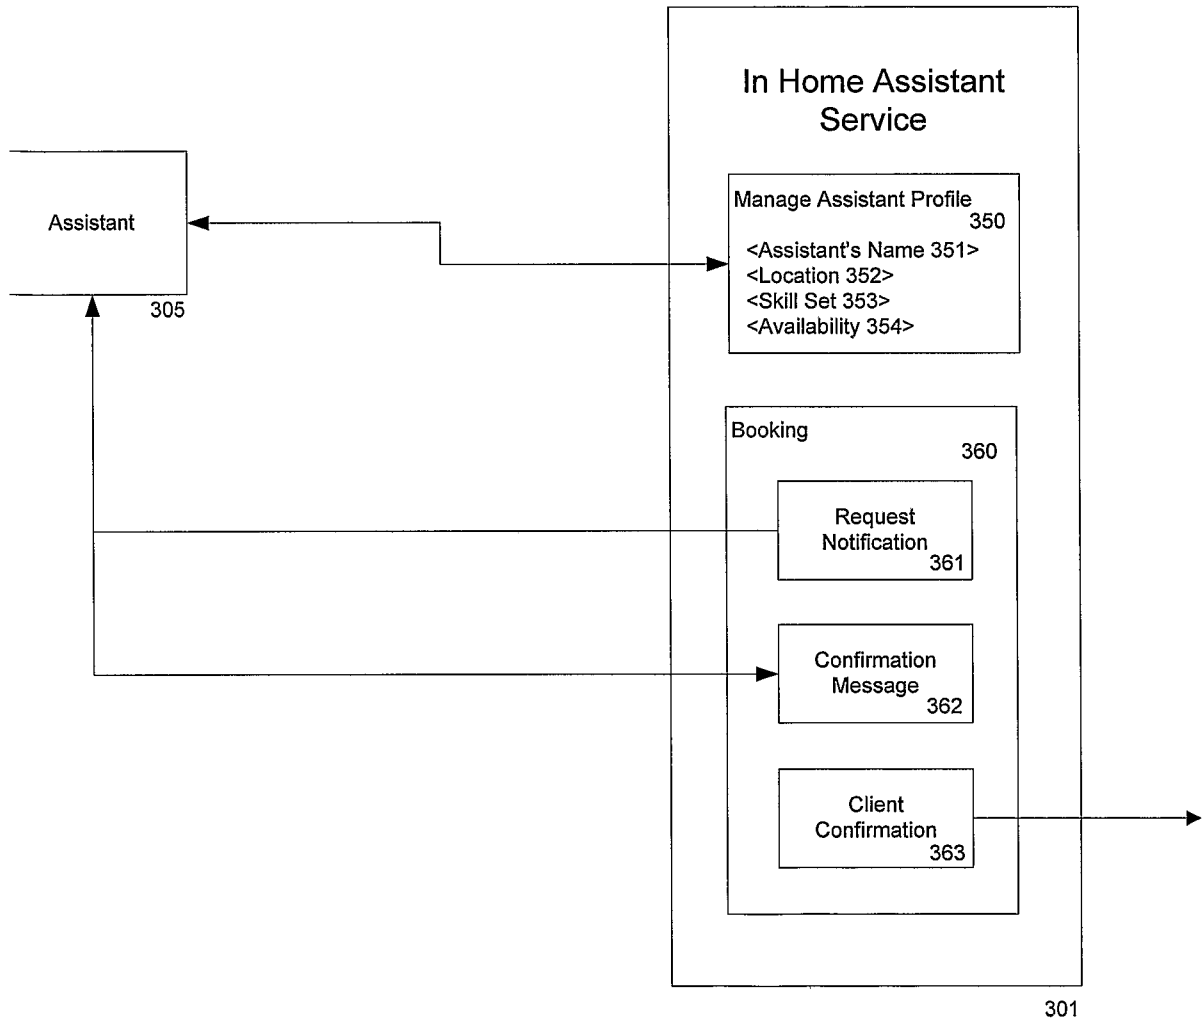 In Home Assistant
Service
Assistant
305
Manage Assistant Profile
350
<Assistant's Name 351>
<Location 352>
<Skill Set 353>
<Availability 354>
Booking
360
Request
Notification
361
Confirmation
Message
362
Client
Confirmation
363
301